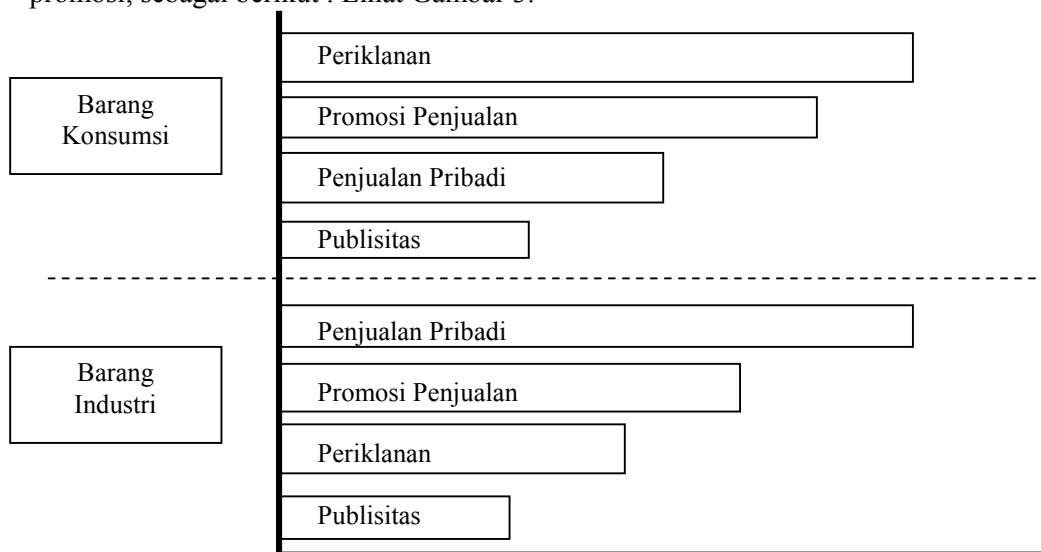 promosi, sebagai berikut : Lihat Gambar 3.
Barang
Konsumsi
Periklanan
Promosi Penjualan
Penjualan Pribadi
Publisitas
Barang
Industri
Penjualan Pribadi
Promosi Penjualan
Periklanan
Publisitas